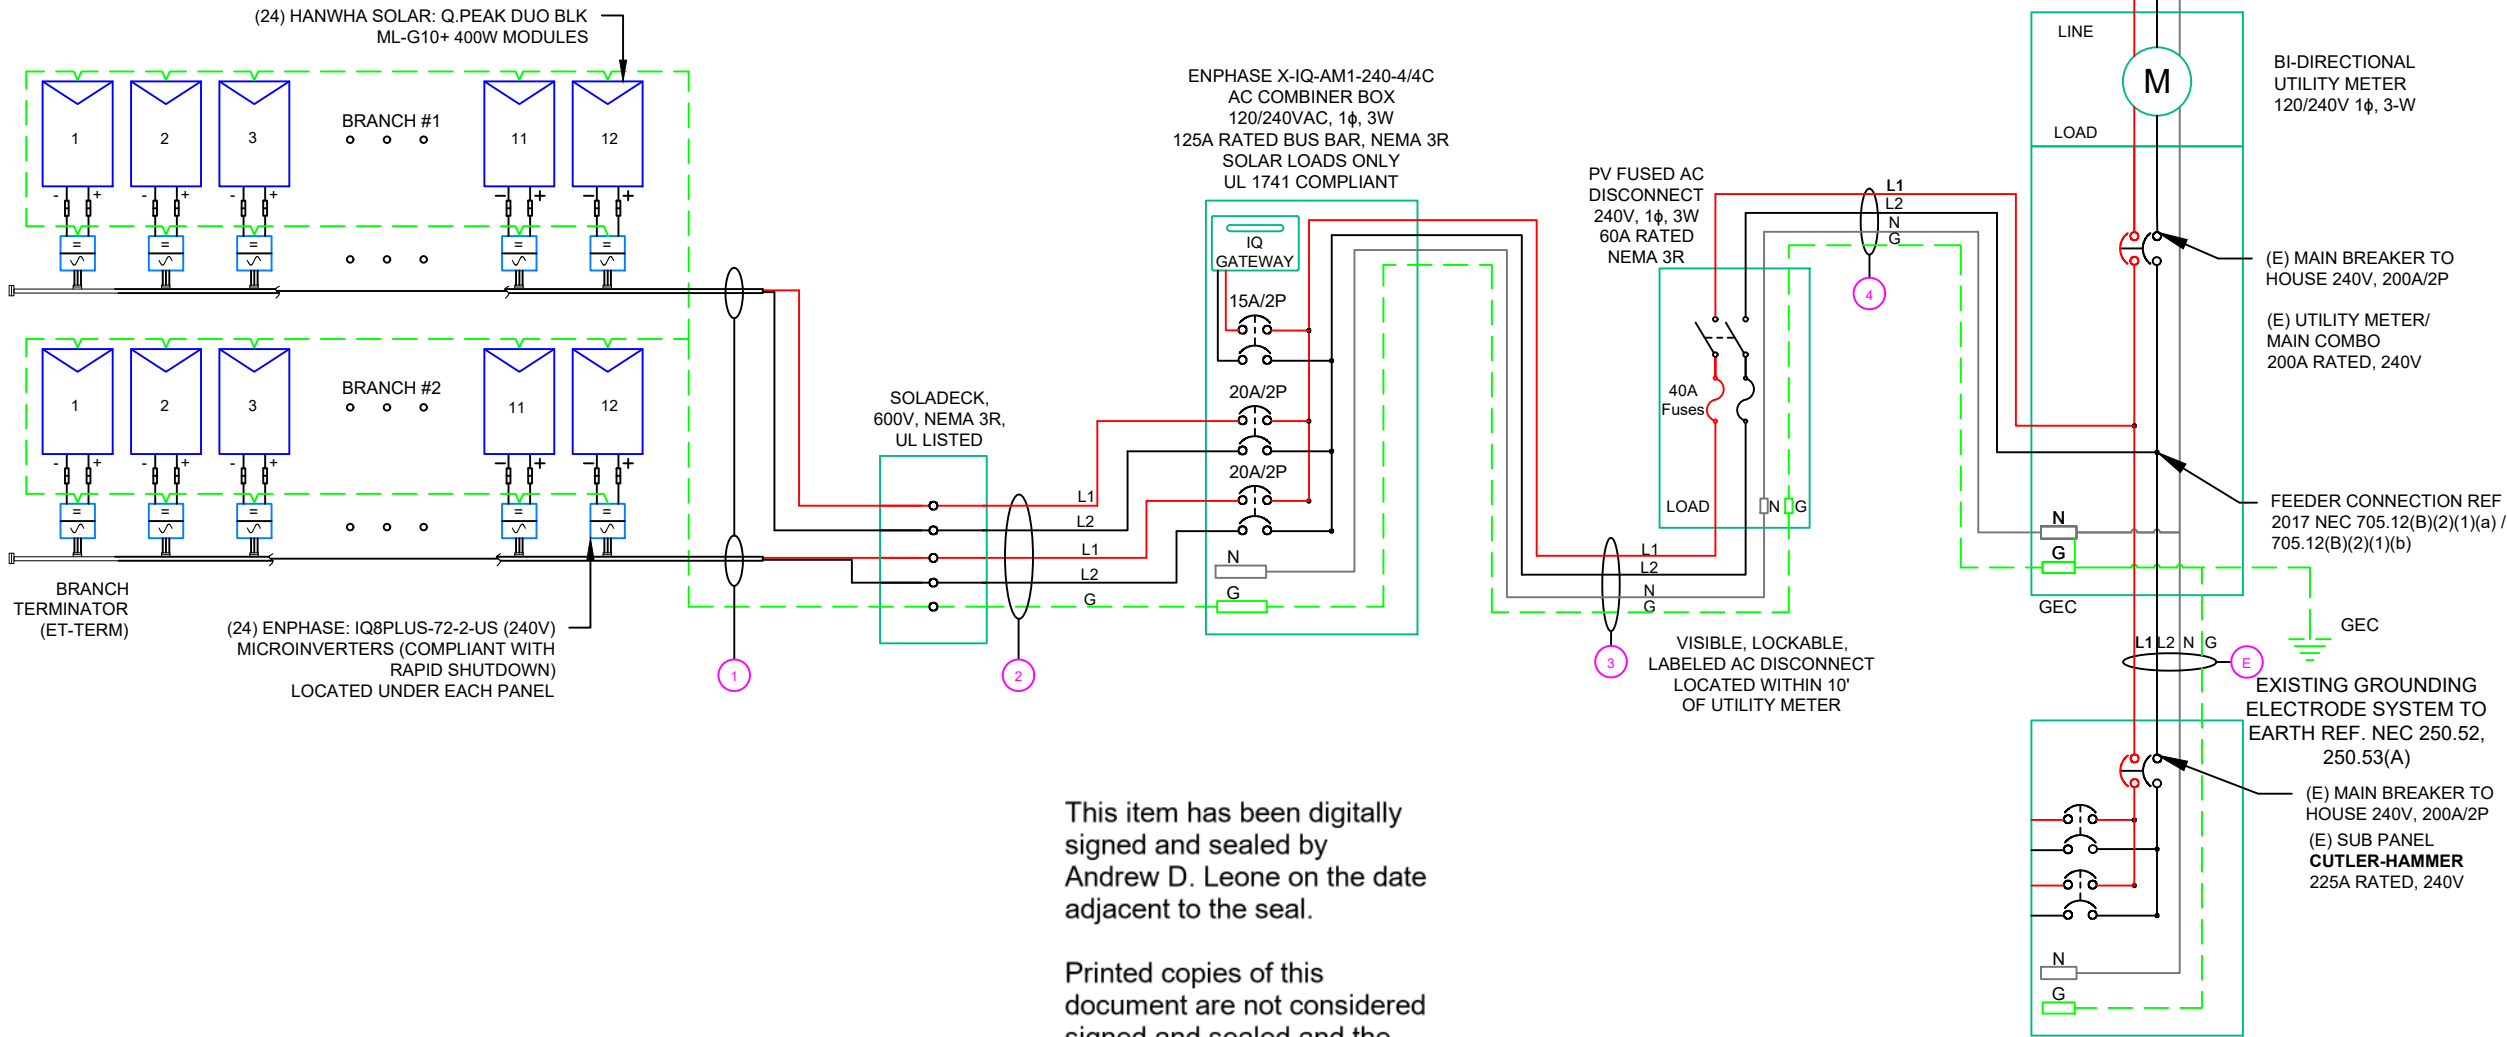 (24) HANWHA SOLAR: Q.PEAK DUO BLK
ML-G10+ 400W MODULES
1
2
3
BRANCH #1
11
12
- +
- +
- +
- +
- +
=
=
=
=
=
1
2
3
BRANCH #2
11
12
- +
- +
- +
- +
- +
=
=
=
=
=
BRANCH
TERMINATOR
(ET-TERM)
(24) ENPHASE: IQ8PLUS-72-2-US (240V)
MICROINVERTERS (COMPLIANT WITH
RAPID SHUTDOWN)
LOCATED UNDER EACH PANEL
1
SOLADECK,
600V, NEMA 3R,
UL LISTED
L1
L2
L1
L2
G
2
ENPHASE X-IQ-AM1-240-4/4C
AC COMBINER BOX
120/240VAC, 1ϕ, 3W
125A RATED BUS BAR, NEMA 3R
SOLAR LOADS ONLY
UL 1741 COMPLIANT
IQ
GATEWAY
15A/2P
20A/2P
20A/2P
N
G
PV FUSED AC
DISCONNECT
240V, 1ϕ, 3W
60A RATED
NEMA 3R
40A
Fuses
LOAD
N G
L1
L2
N
G
3
VISIBLE, LOCKABLE,
LABELED AC DISCONNECT
LOCATED WITHIN 10'
OF UTILITY METER
L1
L2
N
G
4
LINE
M
LOAD
BI-DIRECTIONAL
UTILITY METER
120/240V 1ϕ, 3-W
(E) MAIN BREAKER TO
HOUSE 240V, 200A/2P
(E) UTILITY METER/
MAIN COMBO
200A RATED, 240V
FEEDER CONNECTION REF
2017 NEC 705.12(B)(2)(1)(a) /
705.12(B)(2)(1)(b)
N
G
GEC
GEC
L1 L2 N G
E
EXISTING GROUNDING
ELECTRODE SYSTEM TO
EARTH REF. NEC 250.52,
250.53(A)
(E) MAIN BREAKER TO
HOUSE 240V, 200A/2P
(E) SUB PANEL
CUTLER-HAMMER
225A RATED, 240V
N
G
This item has been digitally
signed and sealed by
Andrew D. Leone on the date
adjacent to the seal.
Printed copies of this
document are not considered
signed and sealed and the